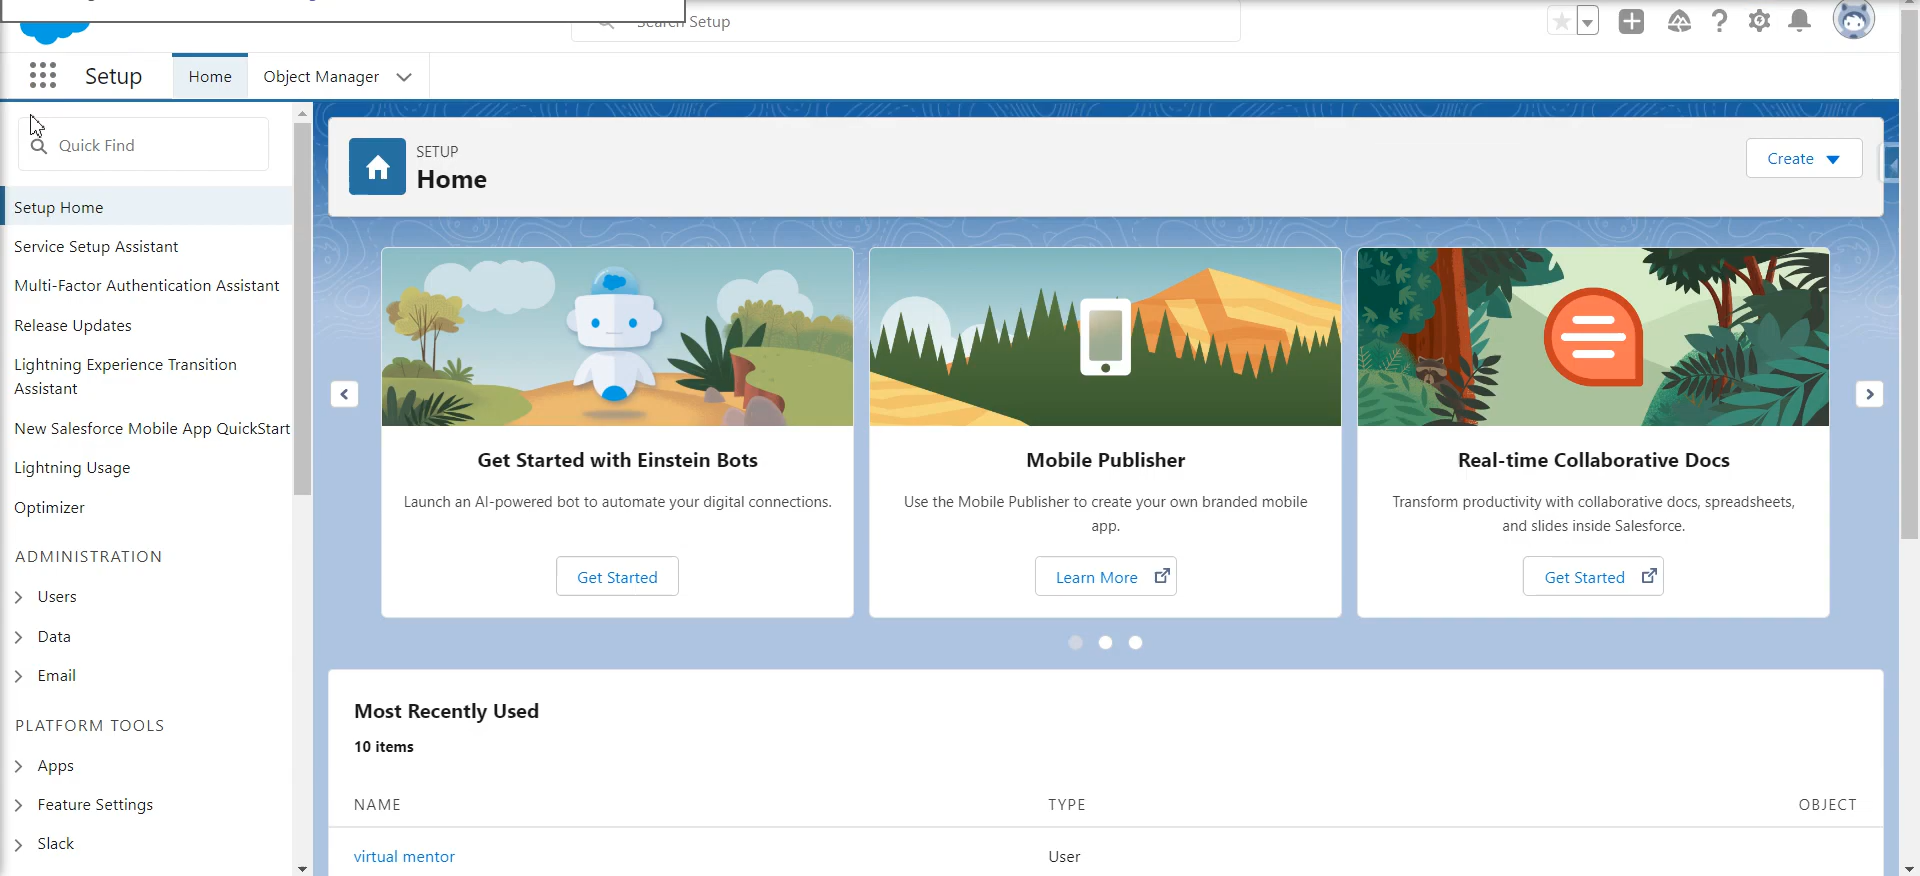 Search Setup
Setup
Home
Object Manager
Quick Find
Setup Home
Service Setup Assistant
Multi-Factor Authentication Assistant
Release Updates
Lightning Experience Transition
Assistant
New Salesforce Mobile App QuickStart
Lightning Usage
Optimizer
ADMINISTRATION
Users
Data
Email
PLATFORM TOOLS
Apps
Feature Settings
Slack
SETUP
Home
Create
Get Started with Einstein Bots
Launch an AI-powered bot to automate your digital connections.
Get Started
Mobile Publisher
Use the Mobile Publisher to create your own branded mobile
app.
Learn More
Real-time Collaborative Docs
Transform productivity with collaborative docs, spreadsheets,
and slides inside Salesforce.
Get Started
Most Recently Used
10 items
NAME TYPE OBJECT
virtual mentor User